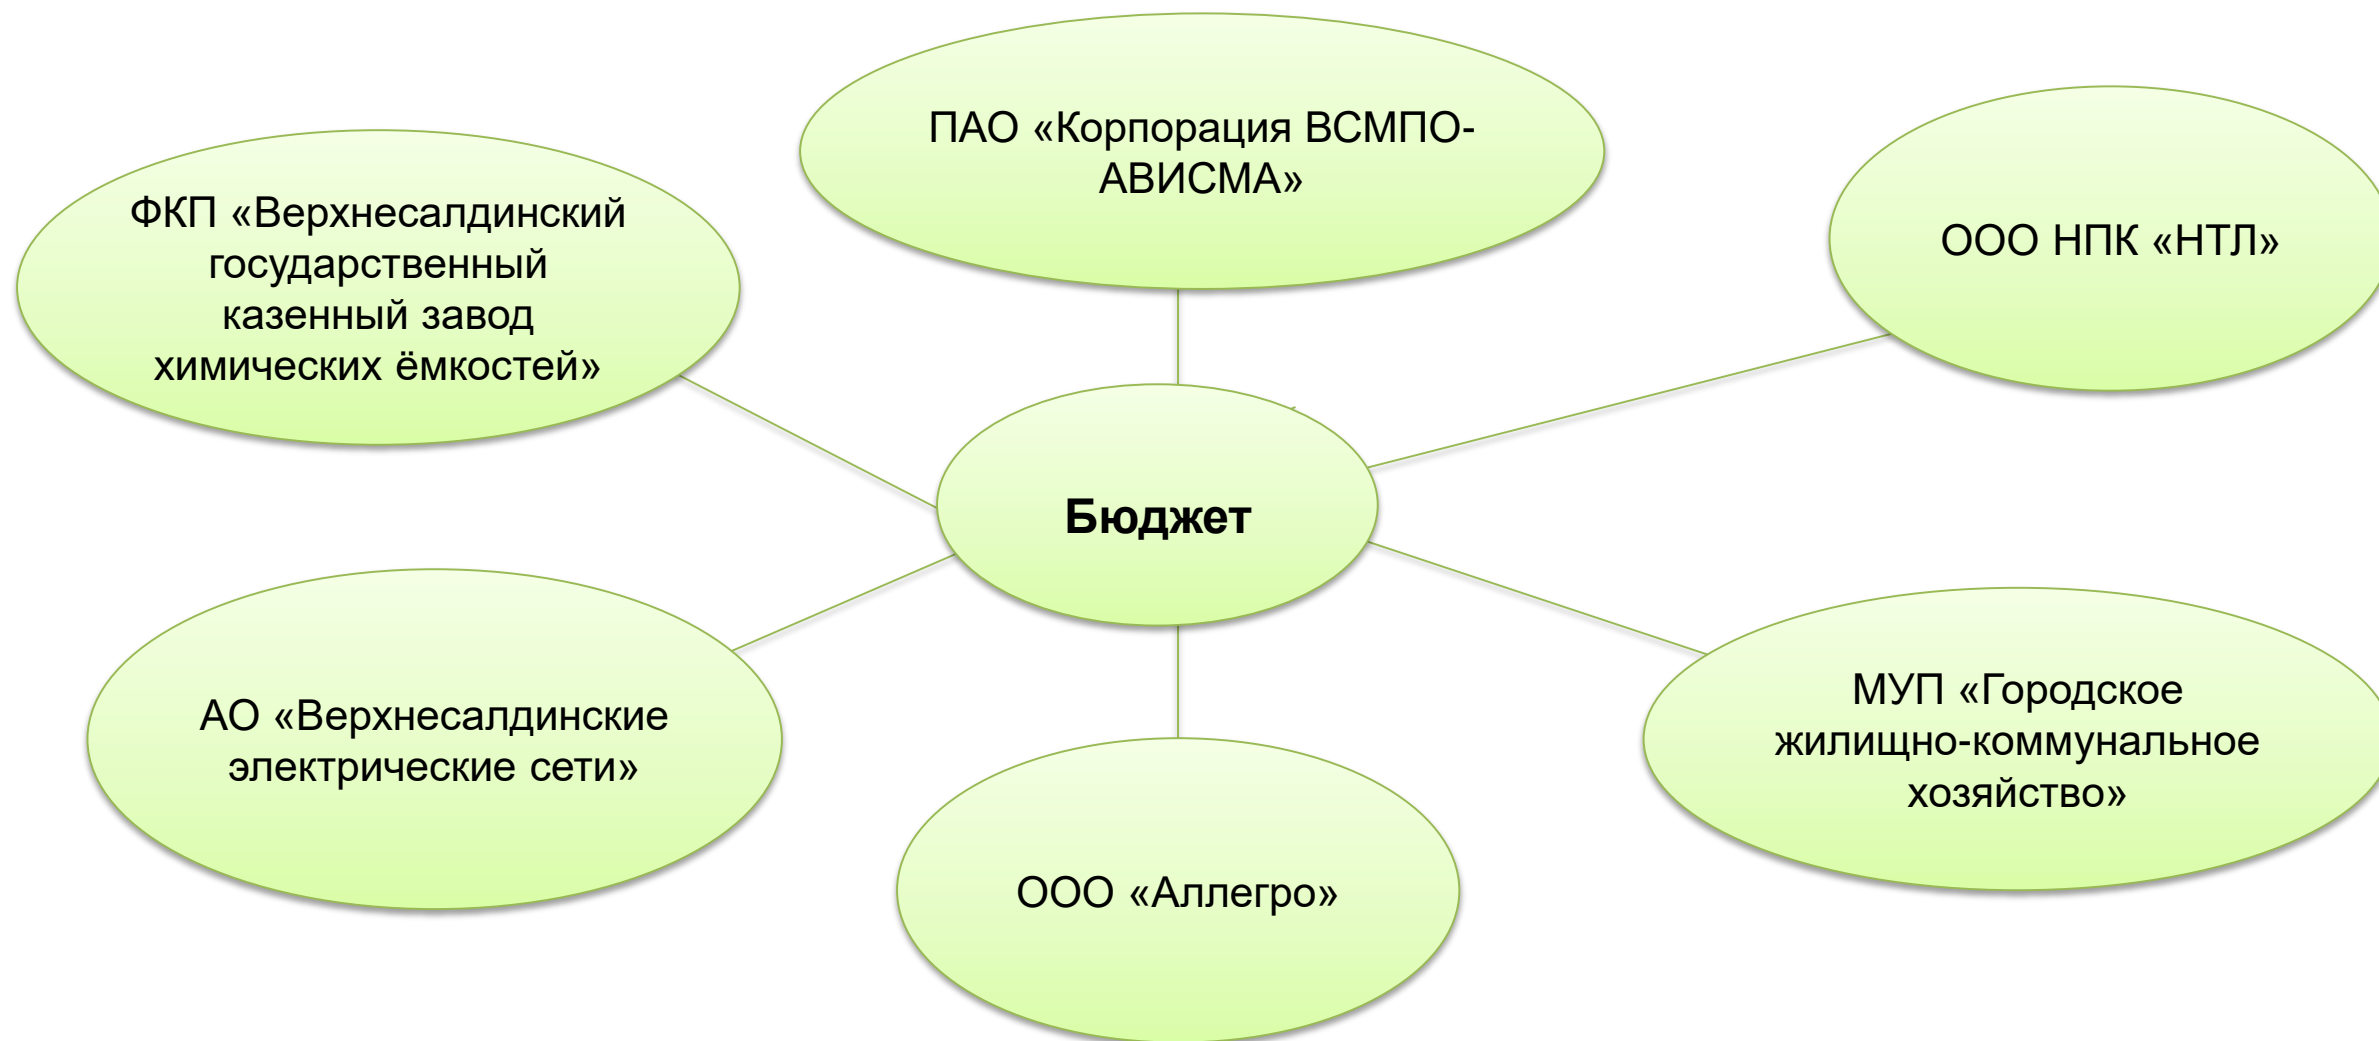 ПАО «Корпорация ВСМПО-
АВИСМА»
ФКП «Верхнесалдинский
государственный
казенный завод
химических ёмкостей»
ООО НПК «НТЛ»
Бюджет
АО «Верхнесалдинские
электрические сети»
МУП «Городское
жилищно-коммунальное
хозяйство»
ООО «Аллегро»